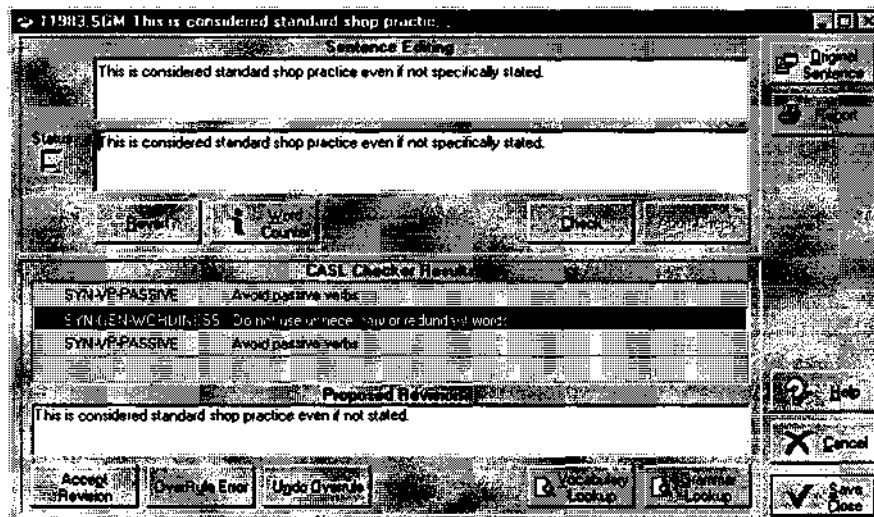 11983.SGM This is considered standard shop practic...
Sentence Editing
This is considered standard shop practice even if not specifically stated.
Original
Sentence
Report
Status
This is considered standard shop practice even if not specifically stated.
Revert
Word
Counter
Check
CASL Checker Results
SYN-VP-PASSIVE Avoid passive verbs
SYN-GEN-WORDINESS Do not use unnecessary or redundant words
SYN-VP-PASSIVE Avoid passive verbs
Proposed Revisions
This is considered standard shop practice even if not stated.
Help
Cancel
Accept
Revision
OverRule Error
Undo Overrule
Vocabulary
Lookup
Grammar
Lookup
Save
Close